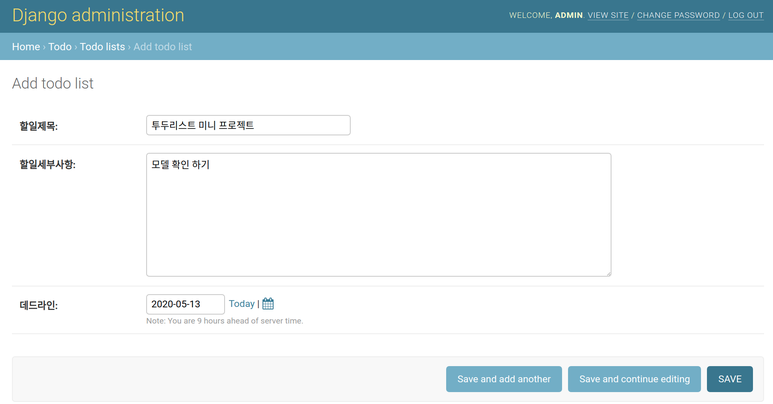 Django administration
WELCOME, ADMIN. VIEW SITE / CHANGE PASSWORD / LOG OUT
Home › Todo › Todo lists › Add todo list
Add todo list
할일제목: 투두리스트 미니 프로젝트
할일세부사항: 모델 확인 하기
데드라인: 2020-05-13 Today |
Note: You are 9 hours ahead of server time.
Save and add another Save and continue editing SAVE